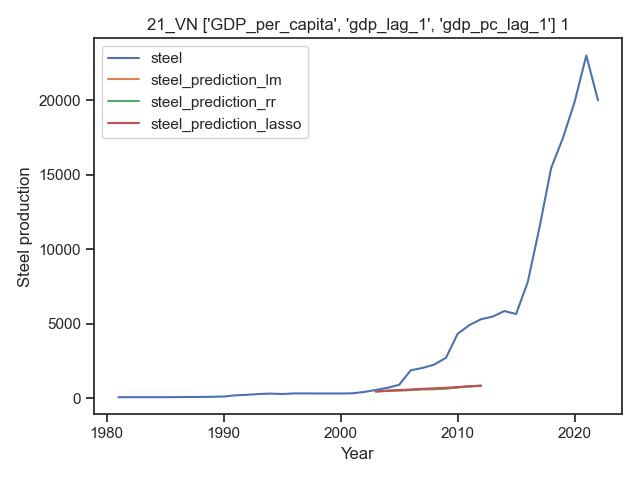 21_VN ['GDP_per_capita', 'gdp_lag_1', 'gdp_pc_lag_1'] 1
steel
steel_prediction_lm
steel_prediction_rr
steel_prediction_lasso
Steel production
20000
15000
10000
5000
0
1980
1990
2000
2010
2020
Year